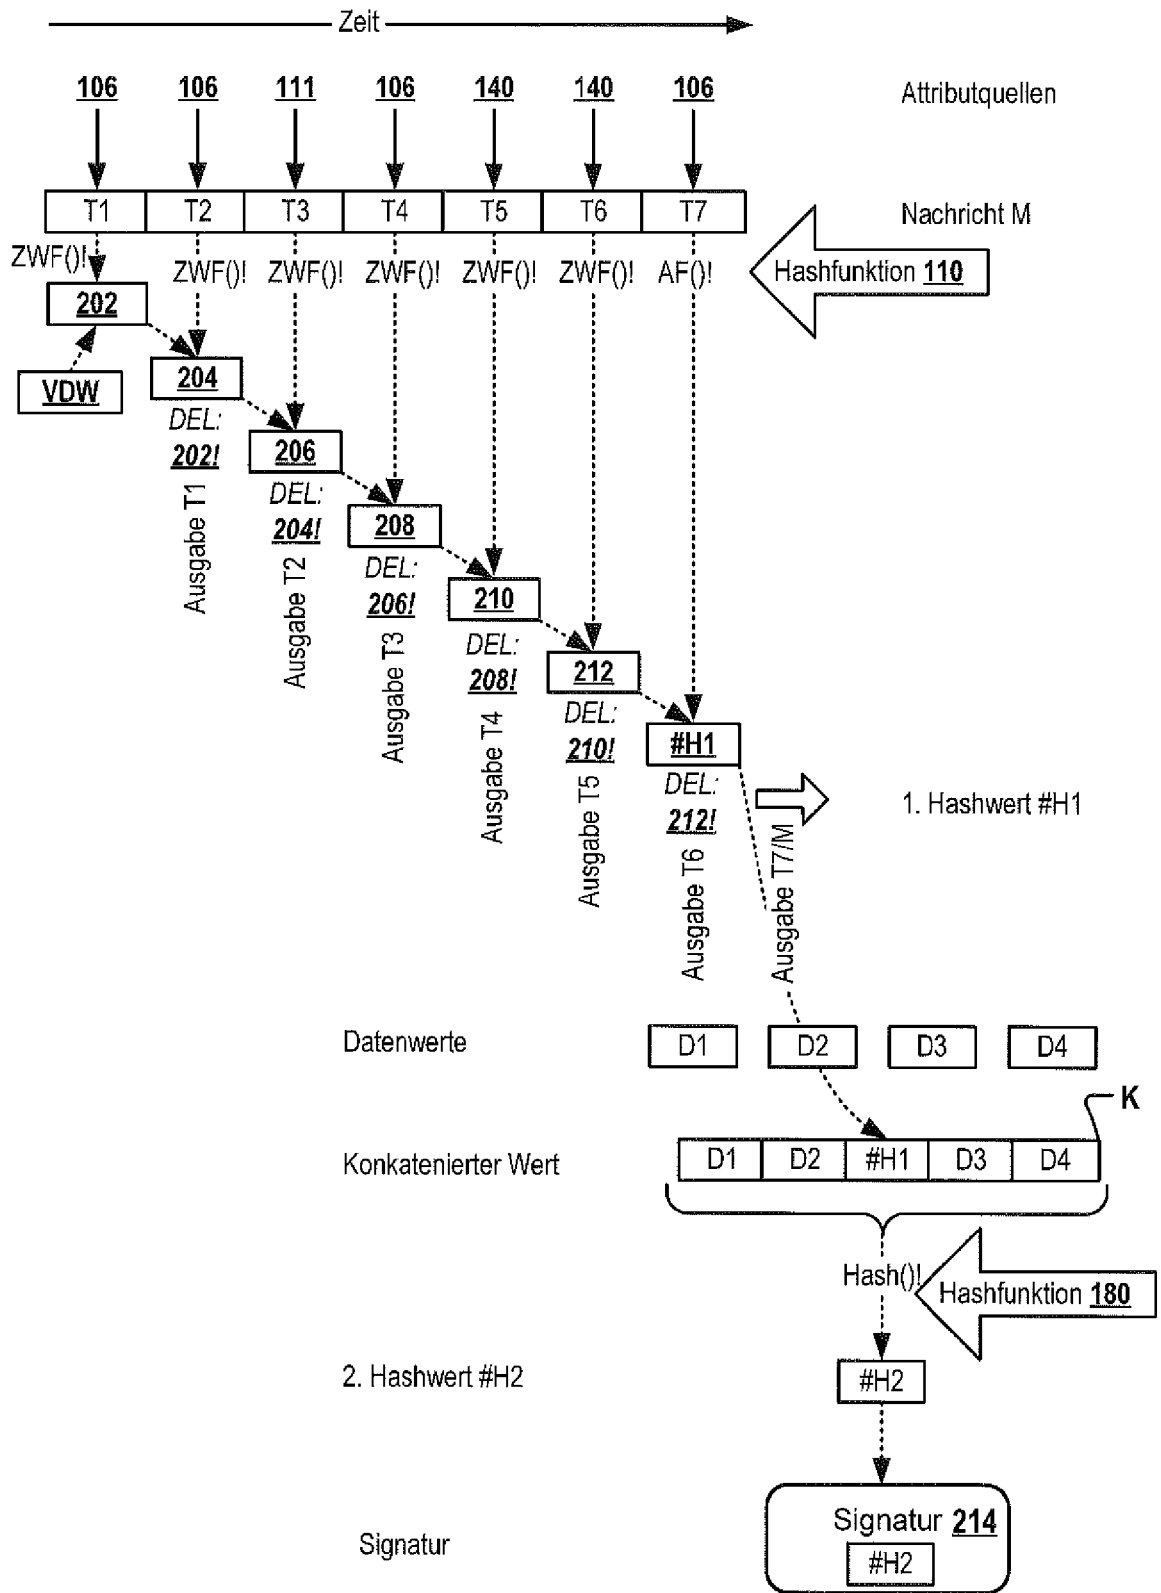 Zeit
106 106 111 106 140 140 106 Attributquellen
T1 T2 T3 T4 T5 T6 T7 Nachricht M
ZWF()! ZWF()! ZWF()! ZWF()! ZWF()! ZWF()! AF()! Hashfunktion 110
202
VDW 204
DEL:
202!
Ausgabe T1
206
DEL:
204!
Ausgabe T2
208
DEL:
206!
Ausgabe T3
210
DEL:
208!
Ausgabe T4
212
DEL:
210!
Ausgabe T5
#H1
DEL:
212!
Ausgabe T6
Ausgabe T7/M
1. Hashwert #H1
Datenwerte D1 D2 D3 D4
K
Konkatenierter Wert D1 D2 #H1 D3 D4
Hash()! Hashfunktion 180
2. Hashwert #H2 #H2
Signatur Signatur 214
#H2